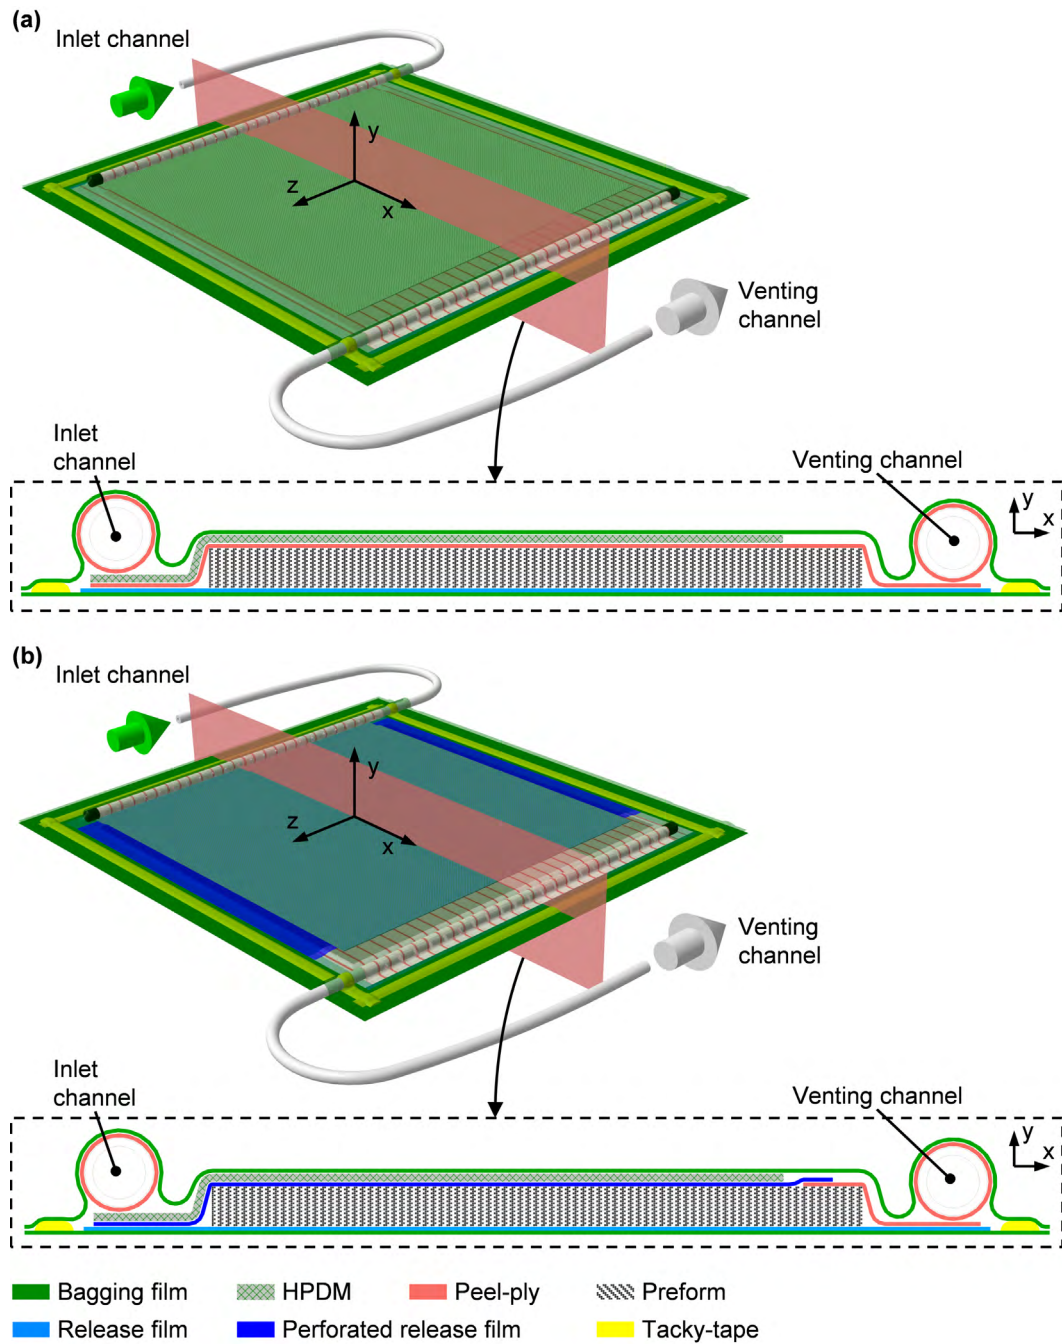 (a)
Inlet channel
y
z
x
Venting
channel
Inlet
channel
Venting channel
y
x
(b)
Inlet channel
y
z
x
Venting
channel
Inlet
channel
Venting channel
y
x
Bagging film
HPDM
Peel-ply
Preform
Release film
Perforated release film
Tacky-tape